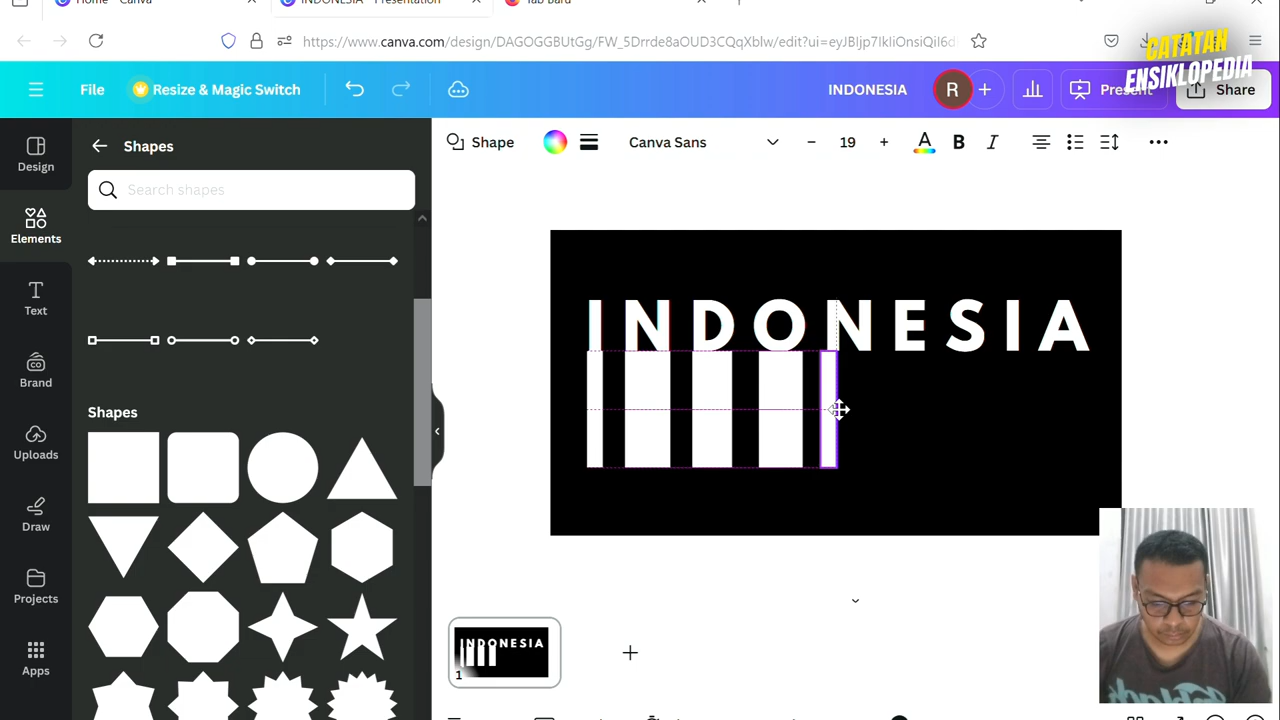 Home - Canva
INDONESIA - Presentation
Tab Baru
https://www.canva.com/design/DAGOGGBUtGg/FW_5Drrde8aOUD3CQqXblw/edit?ui=
CATATAN
ENSIKLOPEDIA
File
Resize & Magic Switch
INDONESIA
R
Present
Share
Design
Elements
Text
Brand
Uploads
Draw
Projects
Apps
Shapes
Search shapes
Shape
Canva Sans
19
A
B
I
Shapes
INDONESIA
INDONESIA
1